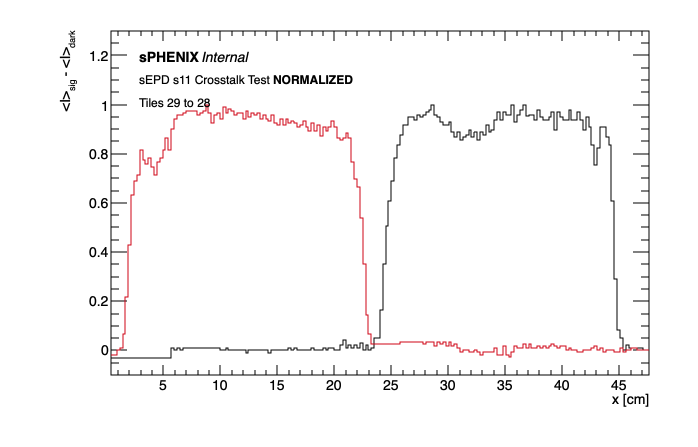 <I>sig - <I>dark
1.2
1
0.8
0.6
0.4
0.2
0
sPHENIX Internal
sEPD s11 Crosstalk Test NORMALIZED
Tiles 29 to 28
5 10 15 20 25 30 35 40 45
x [cm]